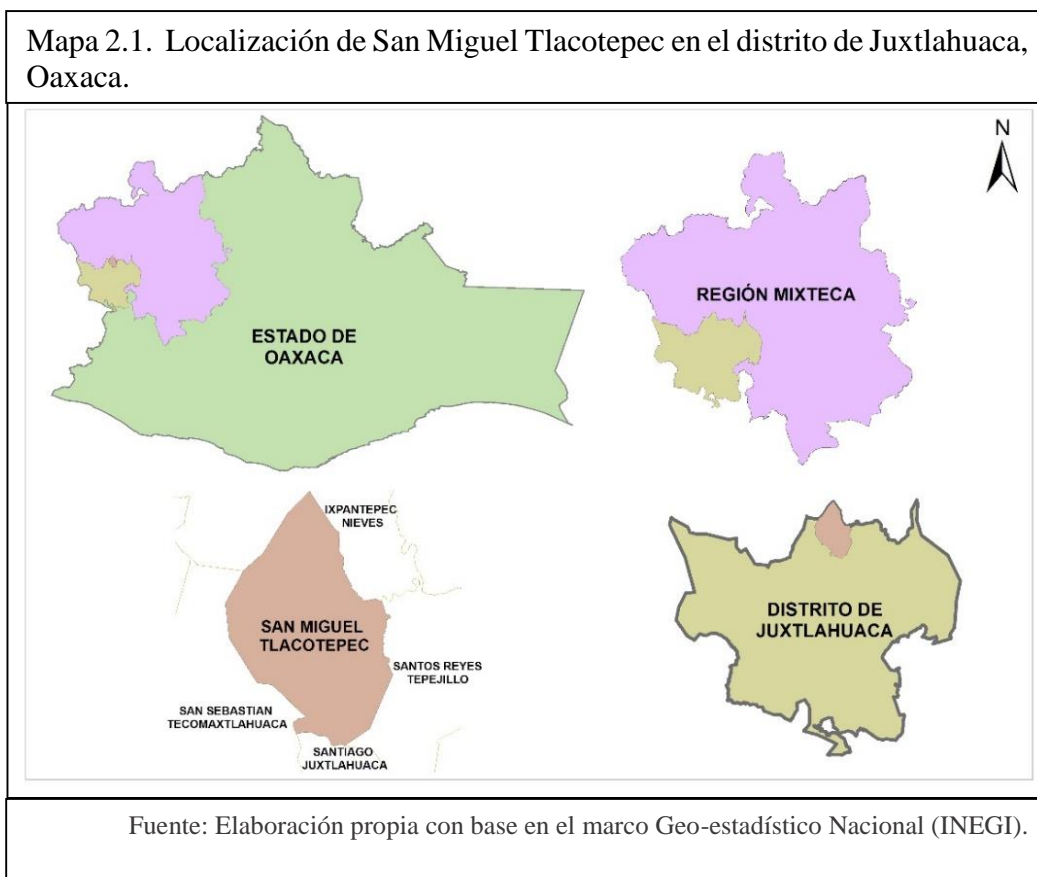 Mapa 2.1. Localización de San Miguel Tlacotepec en el distrito de Juxtlahuaca,
Oaxaca.
N
ESTADO DE
OAXACA
REGIÓN MIXTECA
IXPANTEPEC
NIEVES
SAN MIGUEL
TLACOTEPEC
SANTOS REYES
TEPEJILLO
SAN SEBASTIAN
TECOMAXTLAHUACA
SANTIAGO
JUXTLAHUACA
DISTRITO DE
JUXTLAHUACA
Fuente: Elaboración propia con base en el marco Geo-estadístico Nacional (INEGI).